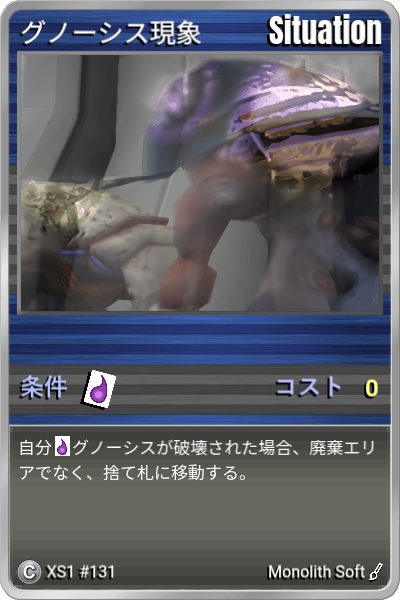 グノーシス現象 Situation
条件 コスト 0
自分グノーシスが破壊された場合、廃棄エリ
アでなく、捨て札に移動する。
C XS1 #131 Monolith Soft